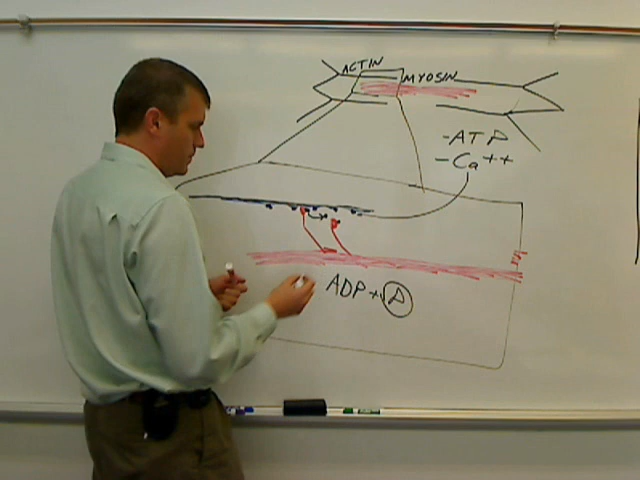 ACTIN
MYOSIN
-ATP
-Ca++
ADP + P